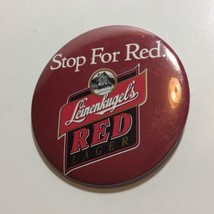 Stop For Red.
Leinenkugel's
RED
LAGER